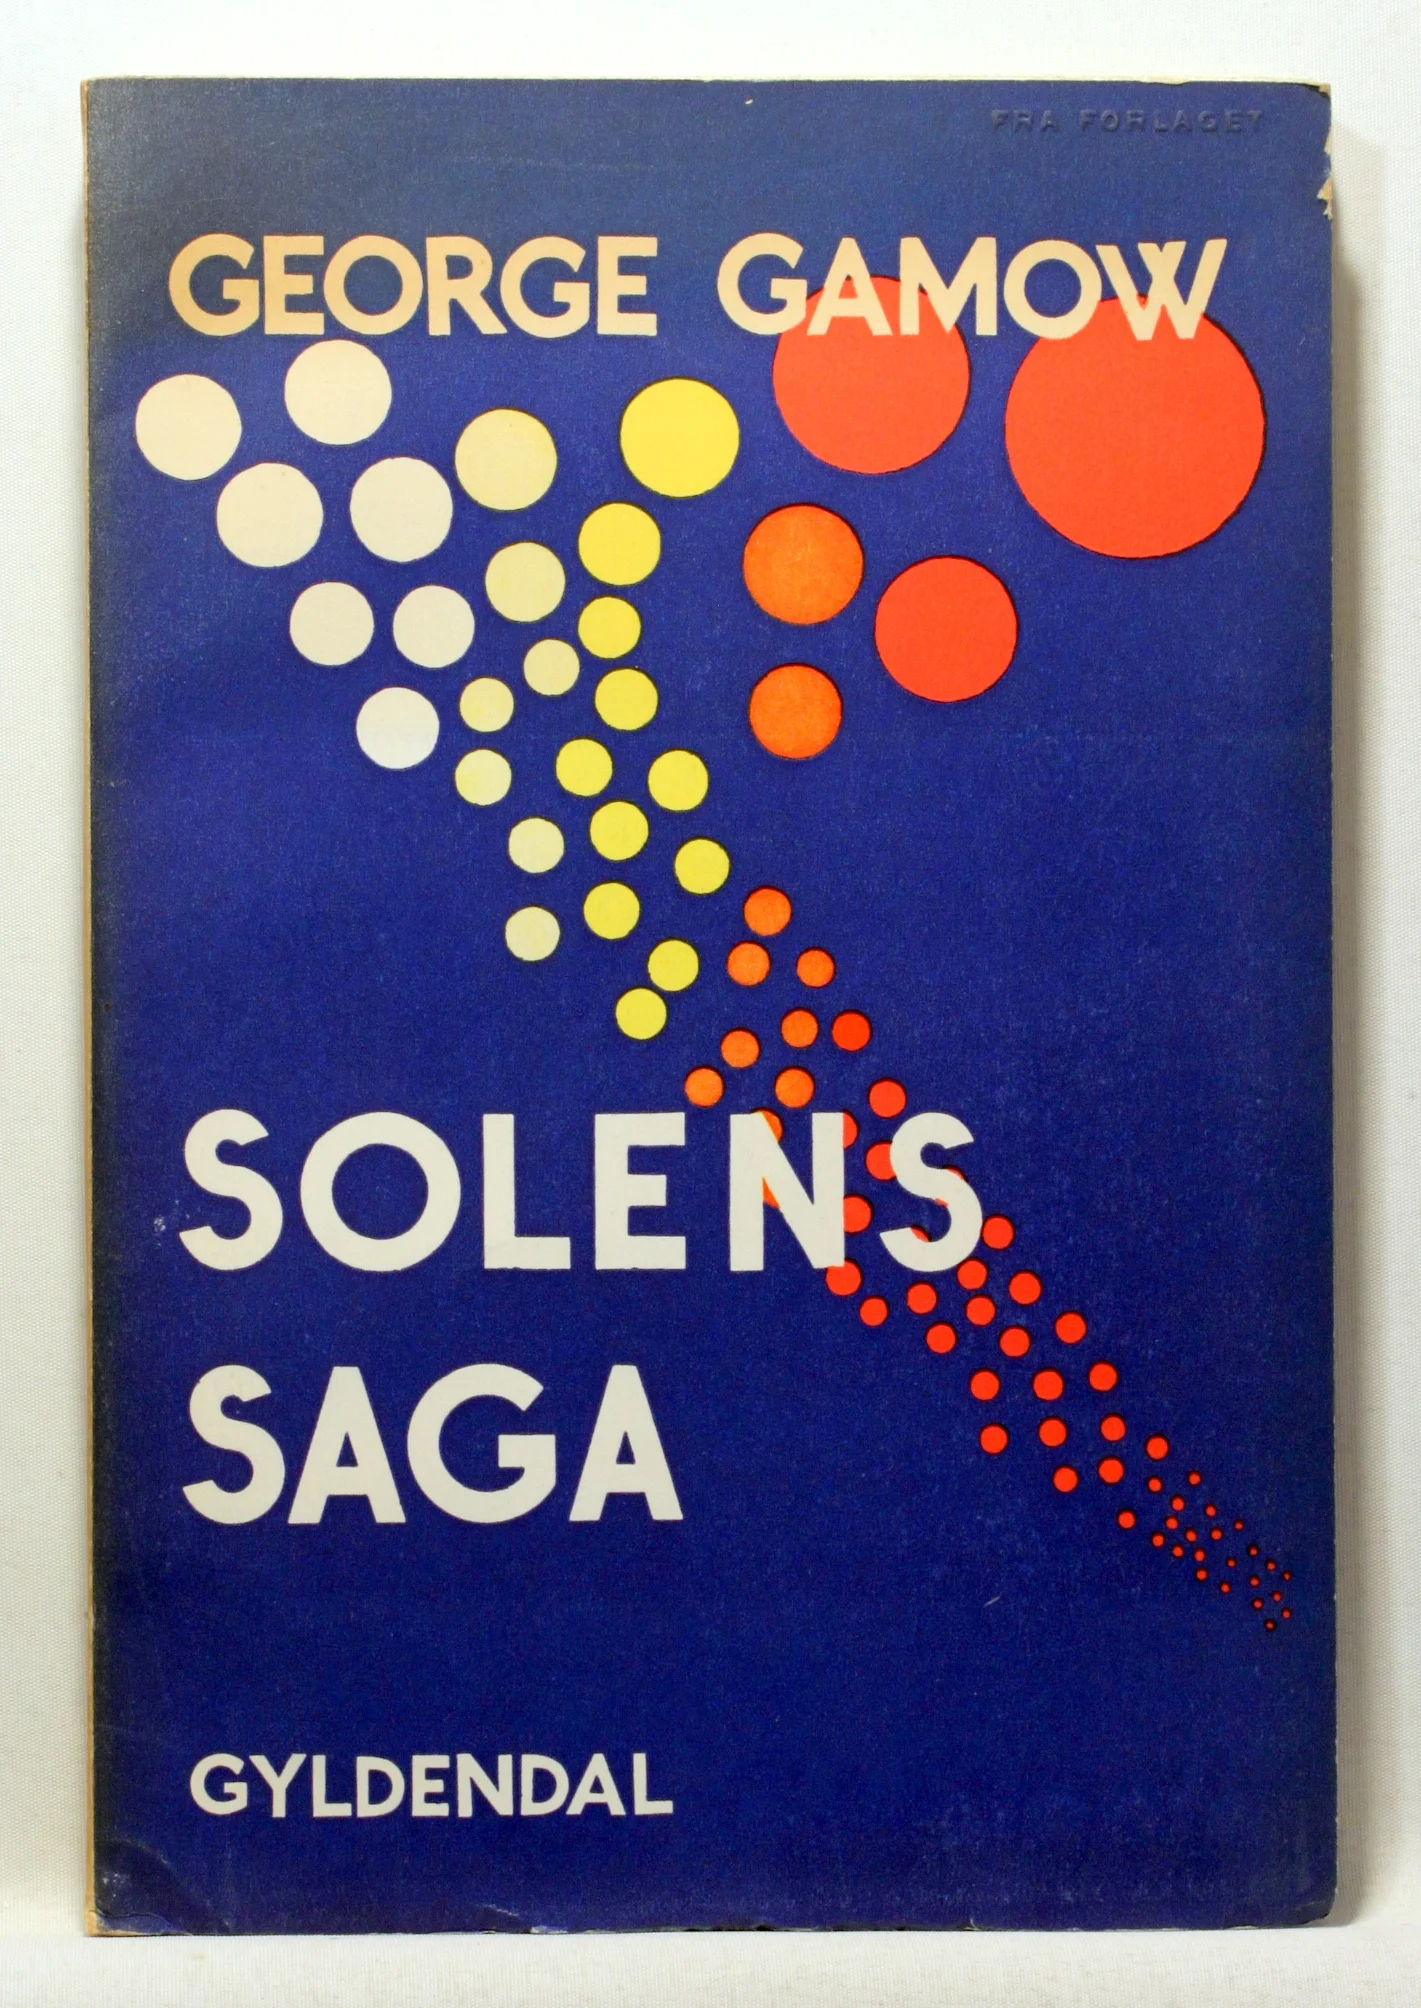 FRA FORLAGET
GEORGE GAMOW
SOLENS
SAGA
GYLDENDAL